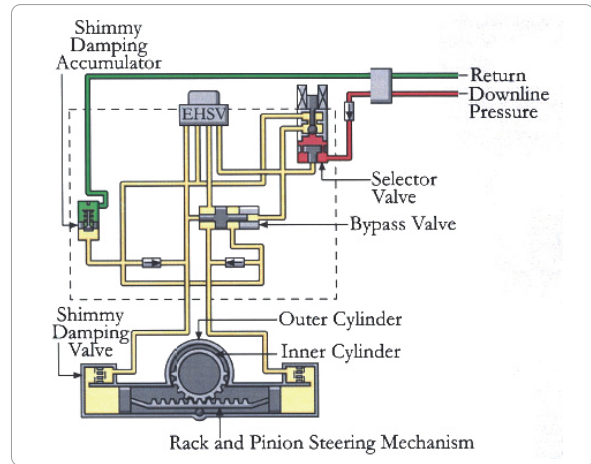 Shimmy
Damping
Accumulator
Return
Downline
Pressure
EHSV
Selector
Valve
Bypass Valve
Shimmy
Damping
Valve
Outer Cylinder
Inner Cylinder
Rack and Pinion Steering Mechanism